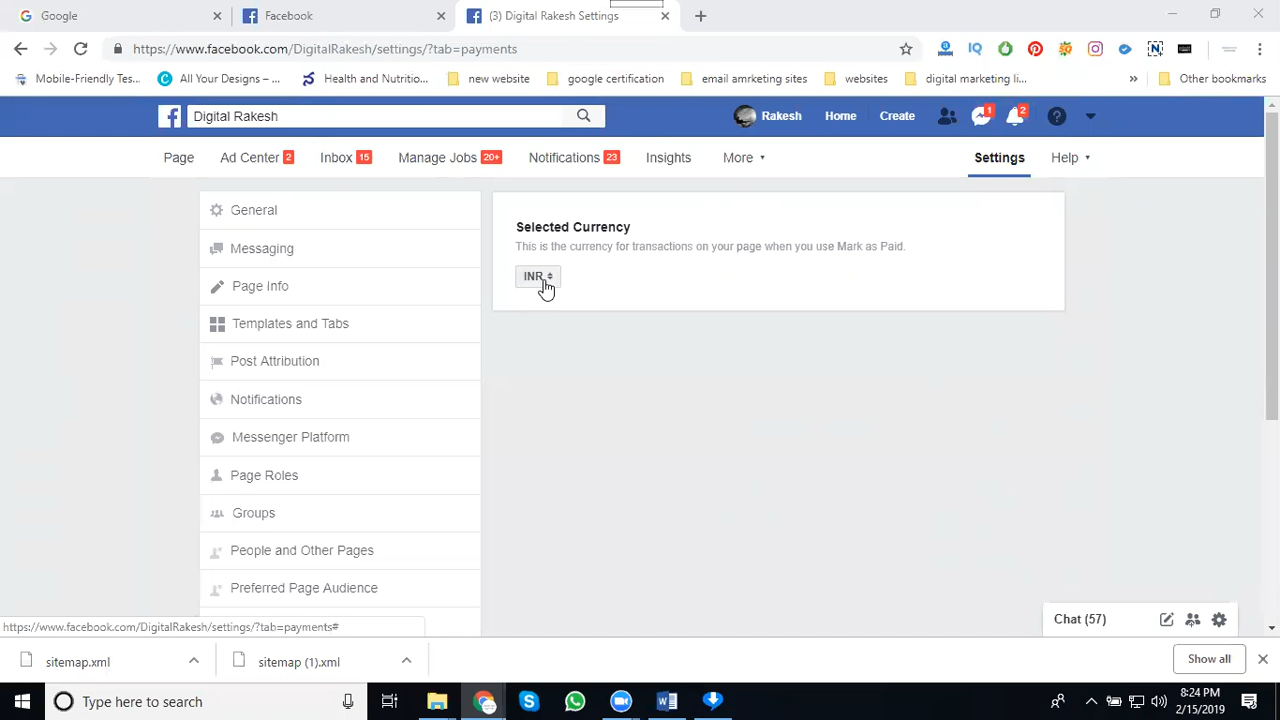 Google
Facebook
(3) Digital Rakesh Settings
https://www.facebook.com/DigitalRakesh/settings/?tab=payments
Mobile-Friendly Tes...
All Your Designs – ...
Health and Nutritio...
new website
google certification
email amrketing sites
websites
digital marketing li...
Other bookmarks
Digital Rakesh
Rakesh
Home
Create
1
2
Page
Ad Center 2
Inbox 15
Manage Jobs 20+
Notifications 23
Insights
More
Settings
Help
General
Messaging
Page Info
Templates and Tabs
Post Attribution
Notifications
Messenger Platform
Page Roles
Groups
People and Other Pages
Preferred Page Audience
Selected Currency
This is the currency for transactions on your page when you use Mark as Paid.
INR
Chat (57)
https://www.facebook.com/DigitalRakesh/settings/?tab=payments#
sitemap.xml
sitemap (1).xml
Show all
Type here to search
8:24 PM
2/15/2019